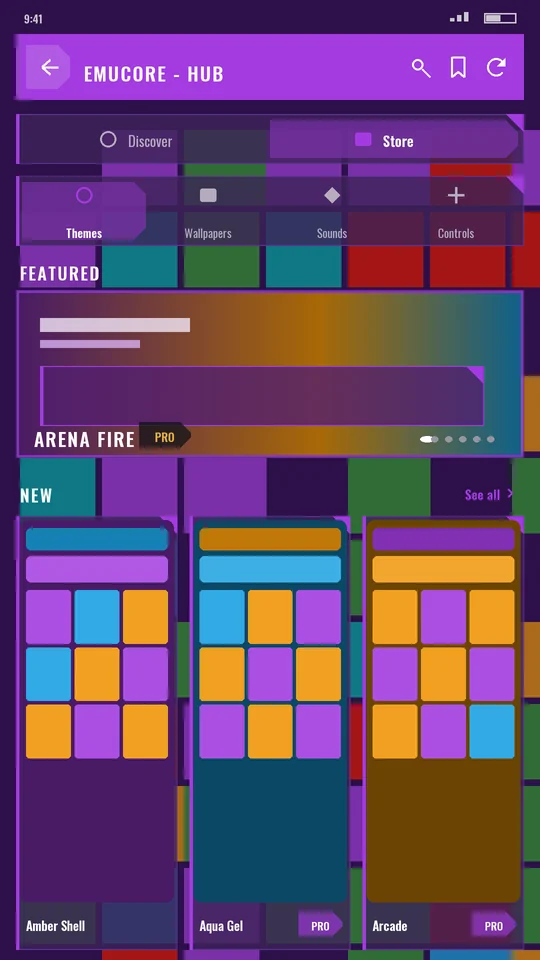 9:41
EMUCORE - HUB
Discover
Store
Themes
Wallpapers
Sounds
Controls
FEATURED
ARENA FIRE
PRO
NEW
See all
Amber Shell
Aqua Gel
PRO
Arcade
PRO